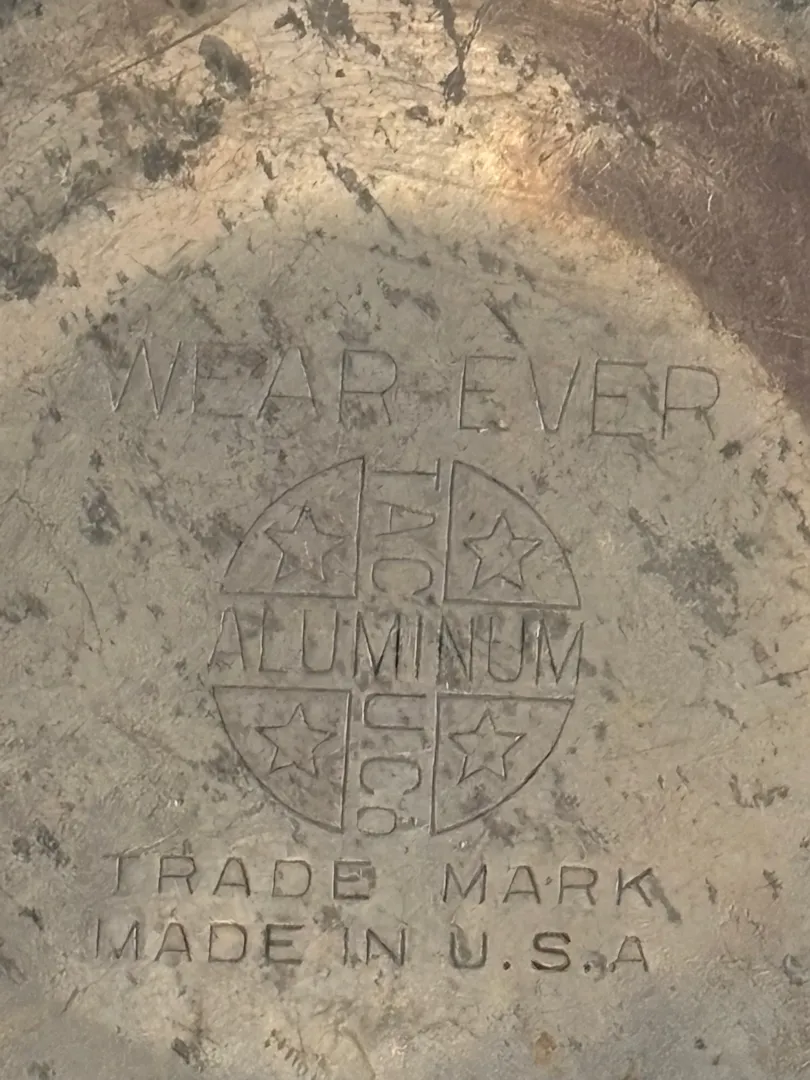 WEAR-EVER
TAC
ALUMINUM
UCo
TRADE MARK
MADE IN U.S.A